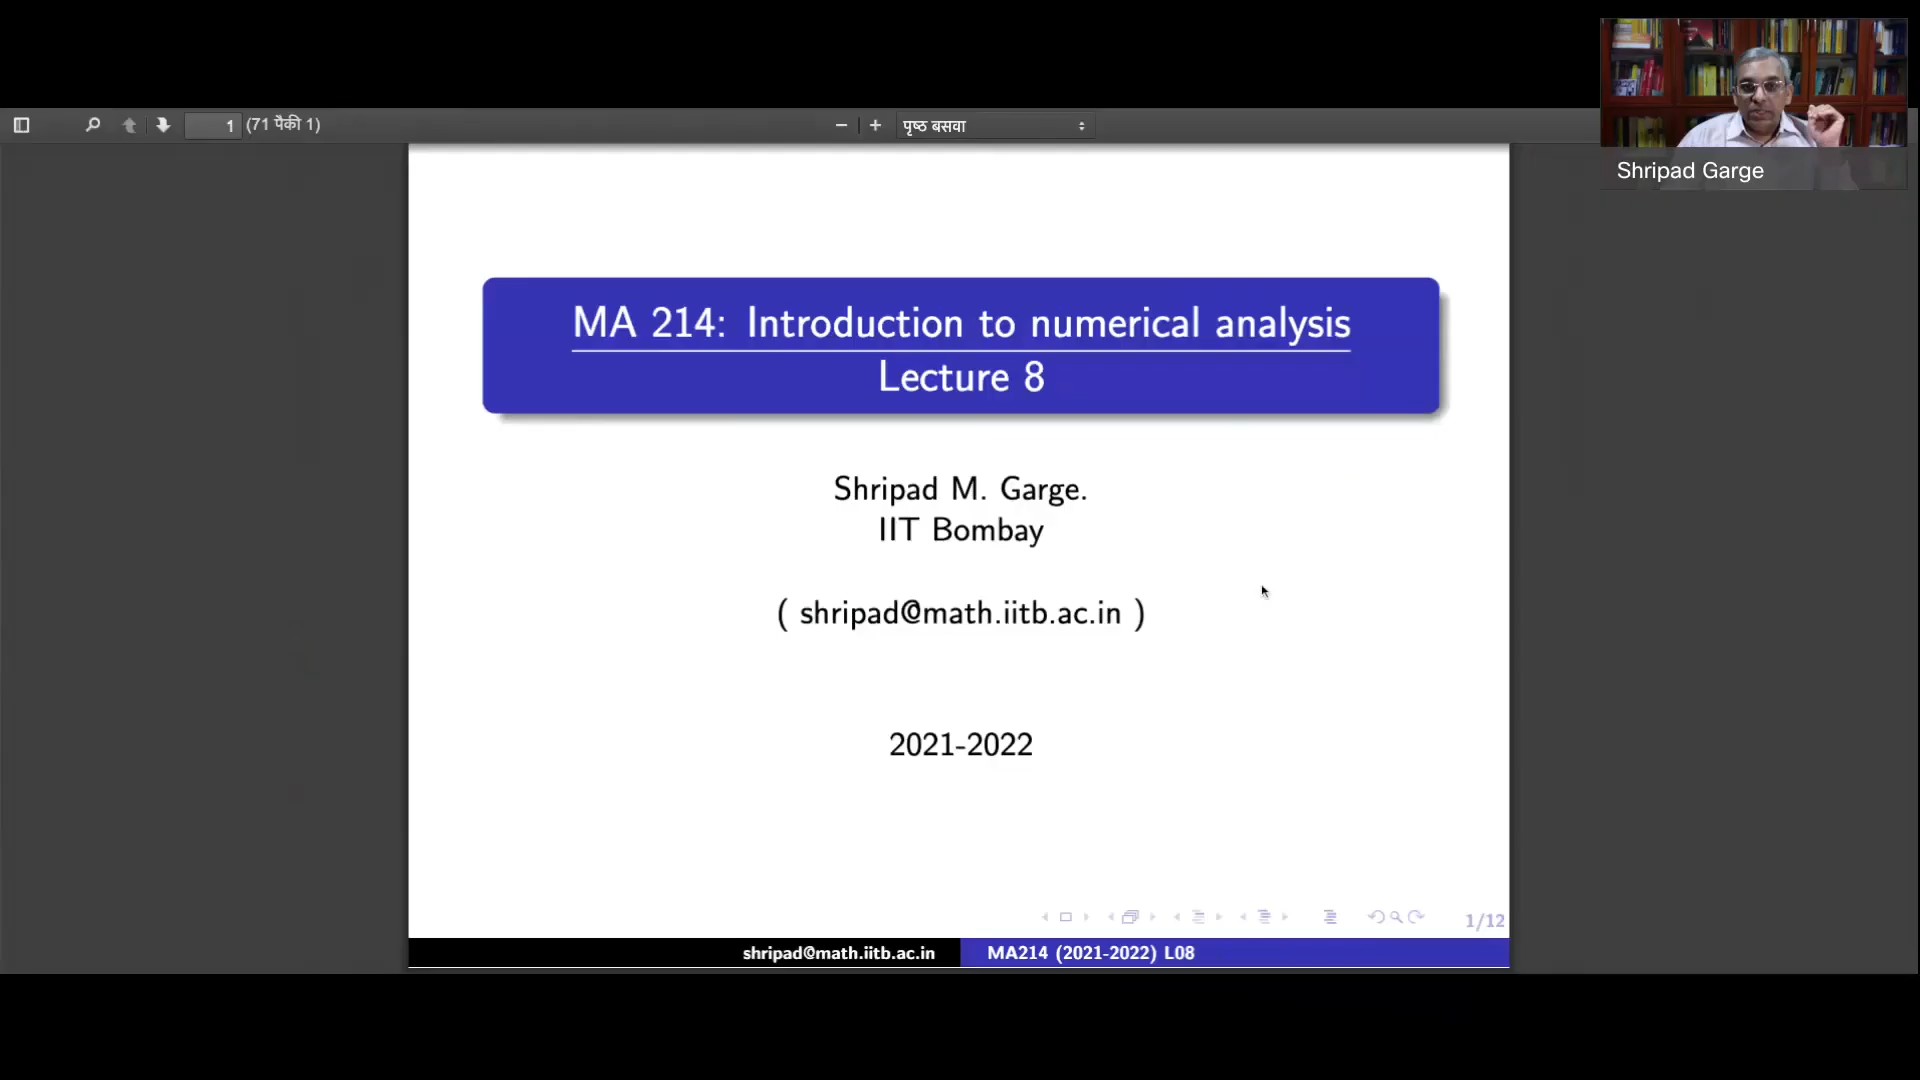 1 (71 पैकी 1)
पृष्ठ बसवा
Shripad Garge
MA 214: Introduction to numerical analysis
Lecture 8
Shripad M. Garge.
IIT Bombay
( shripad@math.iitb.ac.in )
2021-2022
1/12
shripad@math.iitb.ac.in MA214 (2021-2022) L08